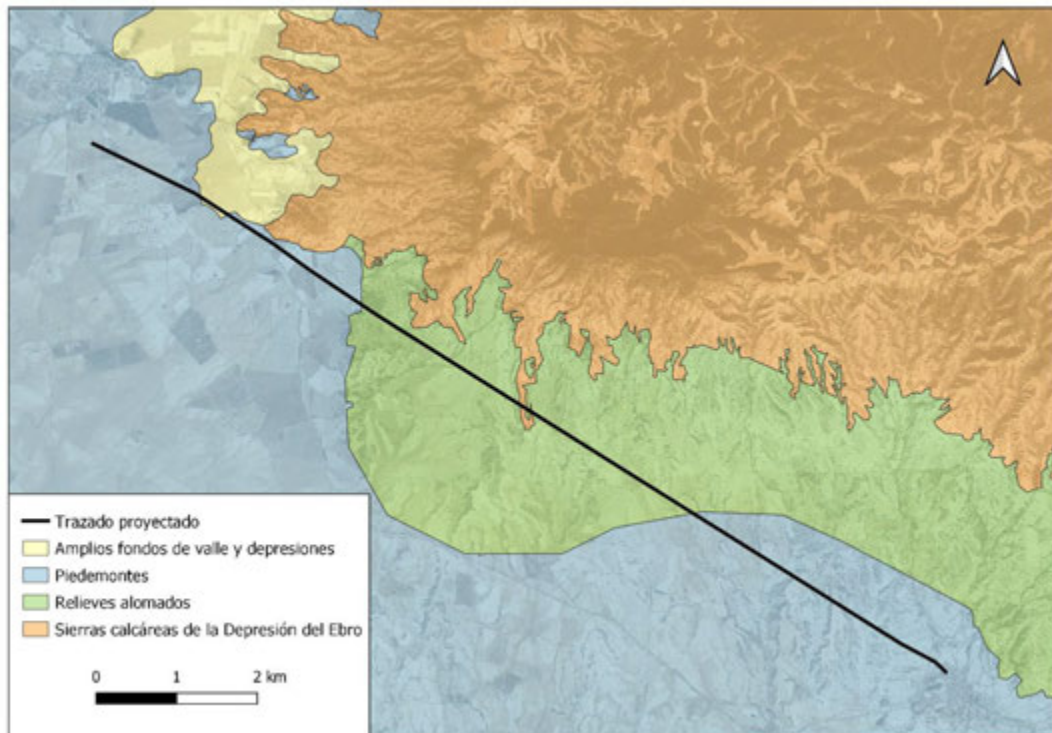 Trazado proyectado
Amplios fondos de valle y depresiones
Piedemontes
Relieves alomados
Sierras calcáreas de la Depresión del Ebro
0 1 2 km